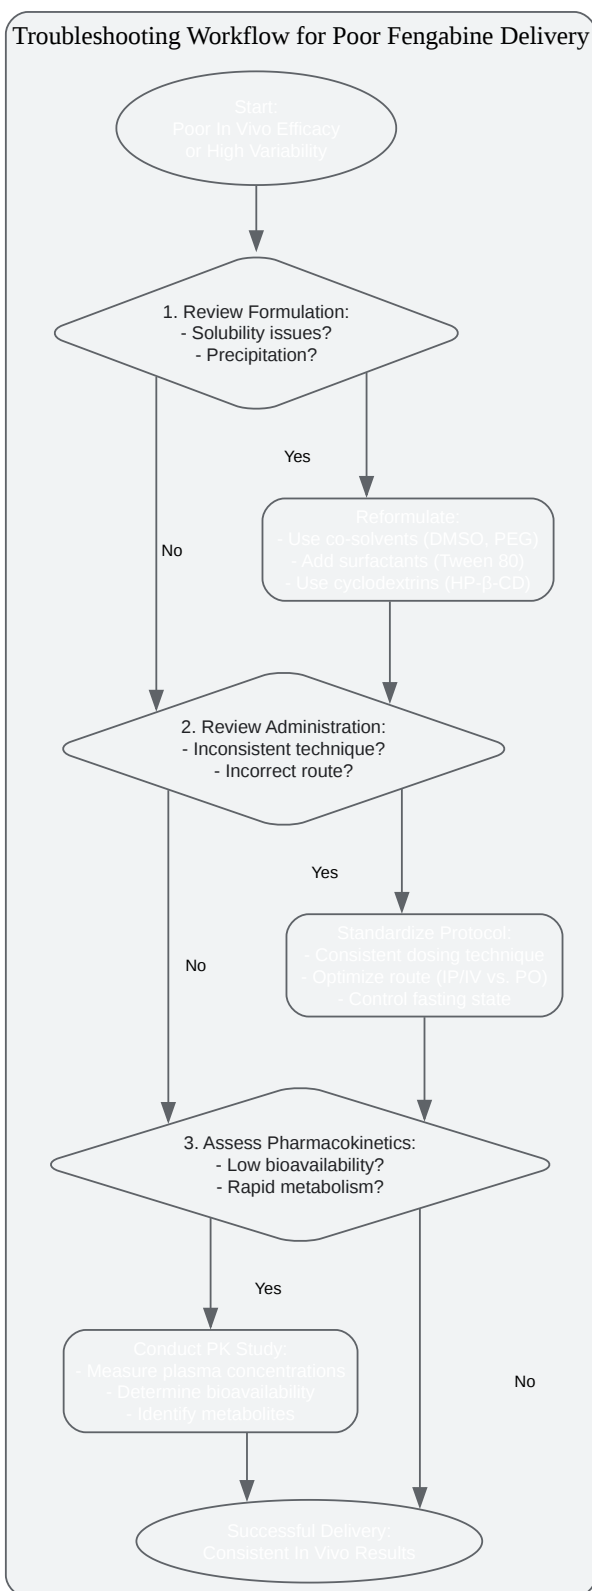 Troubleshooting Workflow for Poor Fengabine Delivery
Start:
Poor In Vivo Efficacy
or High Variability
1. Review Formulation:
- Solubility issues?
- Precipitation?
Yes
Reformulate:
- Use co-solvents (DMSO, PEG)
- Add surfactants (Tween 80)
- Use cyclodextrins (HP-β-CD)
No
2. Review Administration:
- Inconsistent technique?
- Incorrect route?
Yes
Standardize Protocol:
- Consistent dosing technique
- Optimize route (IP/IV vs. PO)
- Control fasting state
No
3. Assess Pharmacokinetics:
- Low bioavailability?
- Rapid metabolism?
Yes
Conduct PK Study:
- Measure plasma concentrations
- Determine bioavailability
- Identify metabolites
No
Successful Delivery:
Consistent In Vivo Results